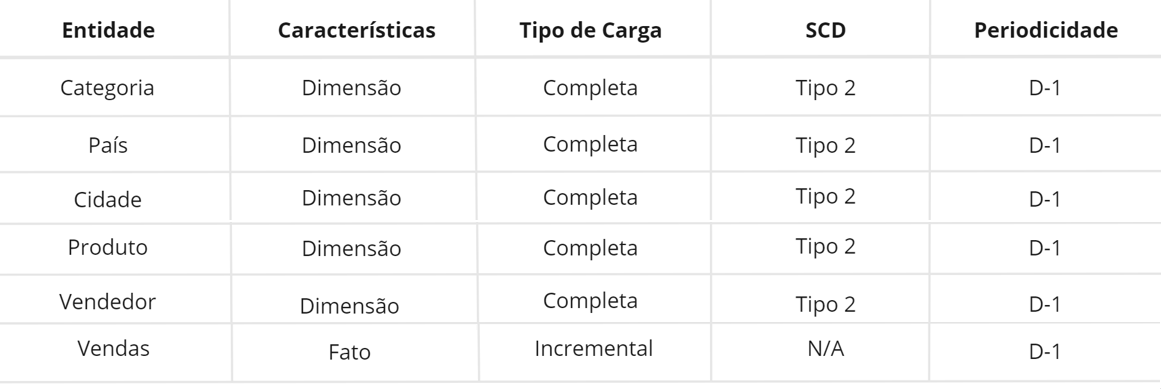 Entidade Características Tipo de Carga SCD Periodicidade
Categoria Dimensão Completa Tipo 2 D-1
País Dimensão Completa Tipo 2 D-1
Cidade Dimensão Completa Tipo 2 D-1
Produto Dimensão Completa Tipo 2 D-1
Vendedor Dimensão Completa Tipo 2 D-1
Vendas Fato Incremental N/A D-1